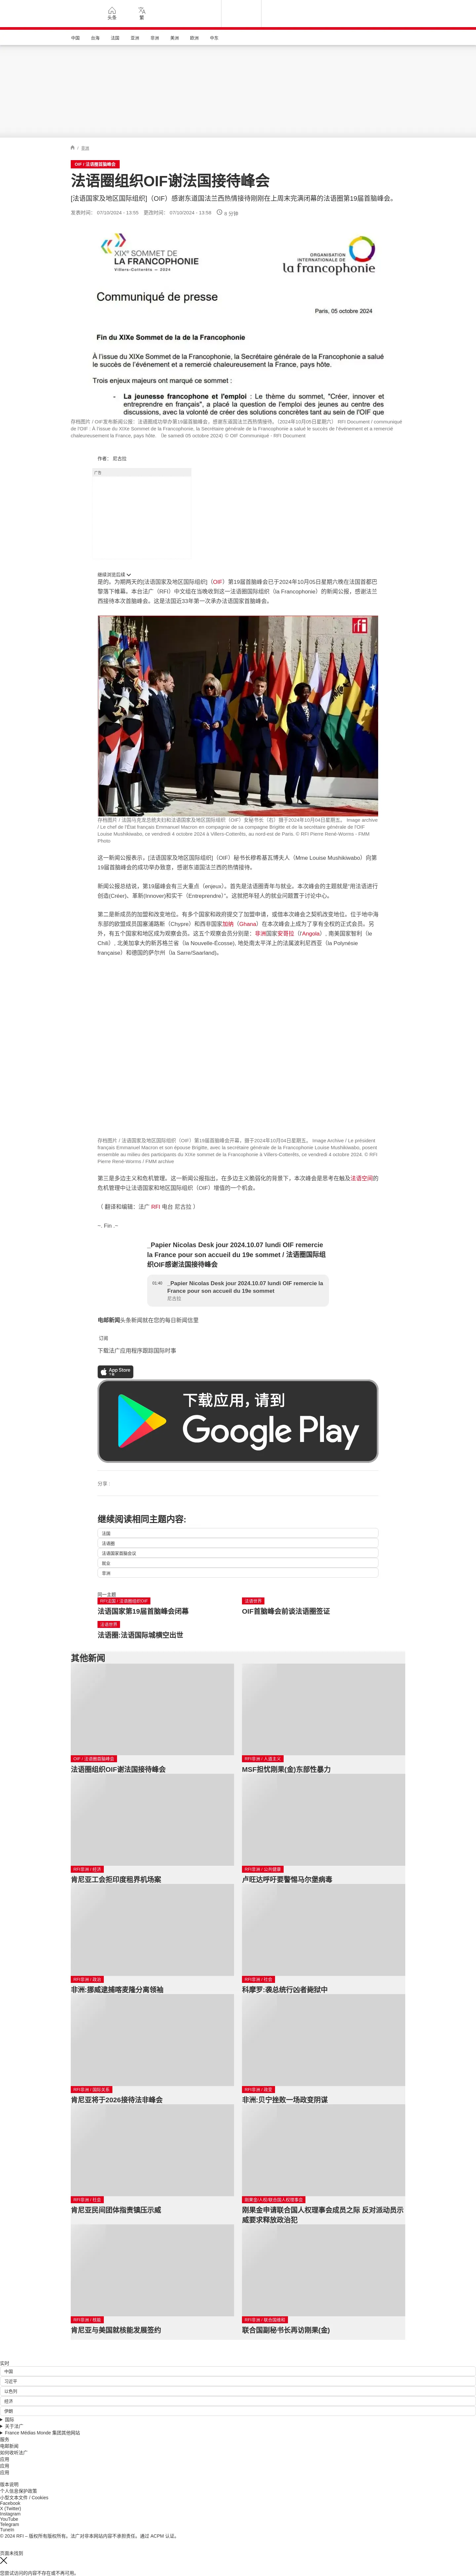 头条
繁
中国
台海
法国
亚洲
非洲
美洲
欧洲
中东
非洲
OIF / 法语圈首脑峰会
法语圈组织OIF谢法国接待峰会
[法语国家及地区国际组织]（OIF）感谢东道国法兰西热情接待刚刚在上周末完满闭幕的法语圈第19届首脑峰会。
发表时间： 07/10/2024 - 13:55 更改时间： 07/10/2024 - 13:58 8 分钟
XIXe SOMMET DE LA FRANCOPHONIE
Villers-Cotterêts — 2024
ORGANISATION INTERNATIONALE DE la francophonie
Communiqué de presse
Paris, 05 octobre 2024
Fin du XIXe Sommet de la de la Francophonie
À l'issue du XIXe Sommet de la Francophonie, la Secrétaire générale de la Francophonie a salué le succès de l'événement et a remercié chaleureusement la France, pays hôte.
Trois enjeux majeurs ont marqué ce sommet :
- La jeunesse francophone et l'emploi : Le thème du Sommet, « Créer, innover, entreprendre en français », a permis de poser la question de l'emploi des jeunes au centre des discussions, avec la volonté de créer des solutions concrètes tant au sein de l'OIF que
存档图片 / OIF发布新闻公报：法语圈成功举办第19届首脑峰会，感谢东道国法兰西热情接待。（2024年10月05日星期六） RFI Document / communiqué de l'OIF : À l'issue du XIXe Sommet de la Francophonie, la Secrétaire générale de la Francophonie a salué le succès de l'événement et a remercié chaleureusement la France, pays hôte. （le samedi 05 octobre 2024) © OIF Communiqué - RFI Document
作者： 尼古拉
广告
继续浏览后续
是的。为期两天的[法语国家及地区国际组织]（OIF）第19届首脑峰会已于2024年10月05日星期六晚在法国首都巴黎落下帷幕。本台法广（RFI）中文组在当晚收到这一法语圈国际组织（la Francophonie）的新闻公报，感谢法兰西接待本次首脑峰会。这是法国近33年第一次承办法语国家首脑峰会。
rfi
存档图片 / 法国马克龙总统夫妇和法语国家及地区国际组织（OIF）女秘书长（右）摄于2024年10月04日星期五。 Image archive / Le chef de l'État français Emmanuel Macron en compagnie de sa compagne Brigitte et de la secrétaire générale de l'OIF Louise Mushikiwabo, ce vendredi 4 octobre 2024 à Villers-Cotterêts, au nord-est de Paris. © RFI Pierre René-Worms - FMM Photo
这一新闻公报表示，[法语国家及地区国际组织]（OIF）秘书长穆希基瓦博夫人（Mme Louise Mushikiwabo）向第19届首脑峰会的成功举办致意，感谢东道国法兰西的热情接待。
新闻公报总结说，第19届峰会有三大重点（enjeux)。首先是法语圈青年与就业。本次峰会的主题就是“用法语进行创造(Créer)、革新(Innover)和实干（Entreprendre）”。这就把年轻人的就业问题置于讨论中心。
第二是新成员的加盟和改变地位。有多个国家和政府提交了加盟申请，或借本次峰会之契机改变地位。位于地中海东部的欧盟成员国塞浦路斯（Chypre）和西非国家加纳（Ghana）在本次峰会上成为了享有全权的正式会员。另外，有五个国家和地区成为观察会员。这五个观察会员分别是：非洲国家安哥拉（l'Angola）, 南美国家智利（le Chili）, 北美加拿大的新苏格兰省（la Nouvelle-Écosse), 地处南太平洋上的法属波利尼西亚（la Polynésie française）和德国的萨尔州（la Sarre/Saarland)。
存档图片 / 法语国家及地区国际组织（OIF）第19届首脑峰会开幕。摄于2024年10月04日星期五。 Image Archive / Le président français Emmanuel Macron et son épouse Brigitte, avec la secrétaire générale de la Francophonie Louise Mushikiwabo, posent ensemble au milieu des participants du XIXe sommet de la Francophonie à Villers-Cotterêts, ce vendredi 4 octobre 2024. © RFI Pierre René-Worms / FMM archive
第三是多边主义和危机管理。这一新闻公报指出，在多边主义脆弱化的背景下，本次峰会是思考在触及法语空间的危机管理中让法语国家和地区国际组织（OIF）增值的一个机会。
（ 翻译和编辑：法广 RFI 电台 尼古拉 ）
~. Fin .~
_Papier Nicolas Desk jour 2024.10.07 lundi OIF remercie la France pour son accueil du 19e sommet / 法语圈国际组织OIF感谢法国接待峰会
01:40
_Papier Nicolas Desk jour 2024.10.07 lundi OIF remercie la France pour son accueil du 19e sommet
尼古拉
电邮新闻头条新闻就在您的每日新闻信里
订阅
下载法广应用程序跟踪国际时事
App Store 下载
下载应用，请到
Google Play
分享 :
继续阅读相同主题内容:
法国
法语圈
法语国家首脑会议
政治
非洲
同一主题
RFI法国 / 法语圈组织OIF
法语国家第19届首脑峰会闭幕
法语世界
OIF首脑峰会前谈法语圈签证
法语世界
法语圈:法语国际城横空出世
其他新闻
OIF / 法语圈首脑峰会
法语圈组织OIF谢法国接待峰会
RFI非洲 / 人道主义
MSF担忧刚果(金)东部性暴力
RFI非洲 / 经济
肯尼亚工会拒印度租界机场案
RFI非洲 / 公共健康
卢旺达呼吁要警惕马尔堡病毒
RFI非洲 / 政治
非洲:挪威逮捕喀麦隆分离领袖
RFI非洲 / 社会
科摩罗:袭总统行凶者毙狱中
RFI非洲 / 国际关系
肯尼亚将于2026接待法非峰会
RFI非洲 / 政变
非洲:贝宁挫败一场政变阴谋
RFI非洲 / 社会
肯尼亚民间团体指责镇压示威
刚果金/人权/联合国人权理事会
刚果金申请联合国人权理事会成员之际 反对派动员示威要求释放政治犯
RFI非洲 / 核能
肯尼亚与美国就核能发展签约
RFI非洲 / 联合国维和
联合国副秘书长再访刚果(金)
实时
中国
习近平
以色列
经济
伊朗
国际
关于法广
France Médias Monde 集团其他网站
服务
电邮新闻
如何收听法广
应用
应用
应用
版本说明
个人信息保护政策
小型文本文件 / Cookies
Facebook
X (Twitter)
Instagram
YouTube
Telegram
TuneIn
© 2024 RFI – 版权所有版权所有。法广对非本网站内容不承担责任。通过 ACPM 认证。
页面未找到
您尝试访问的内容不存在或不再可用。